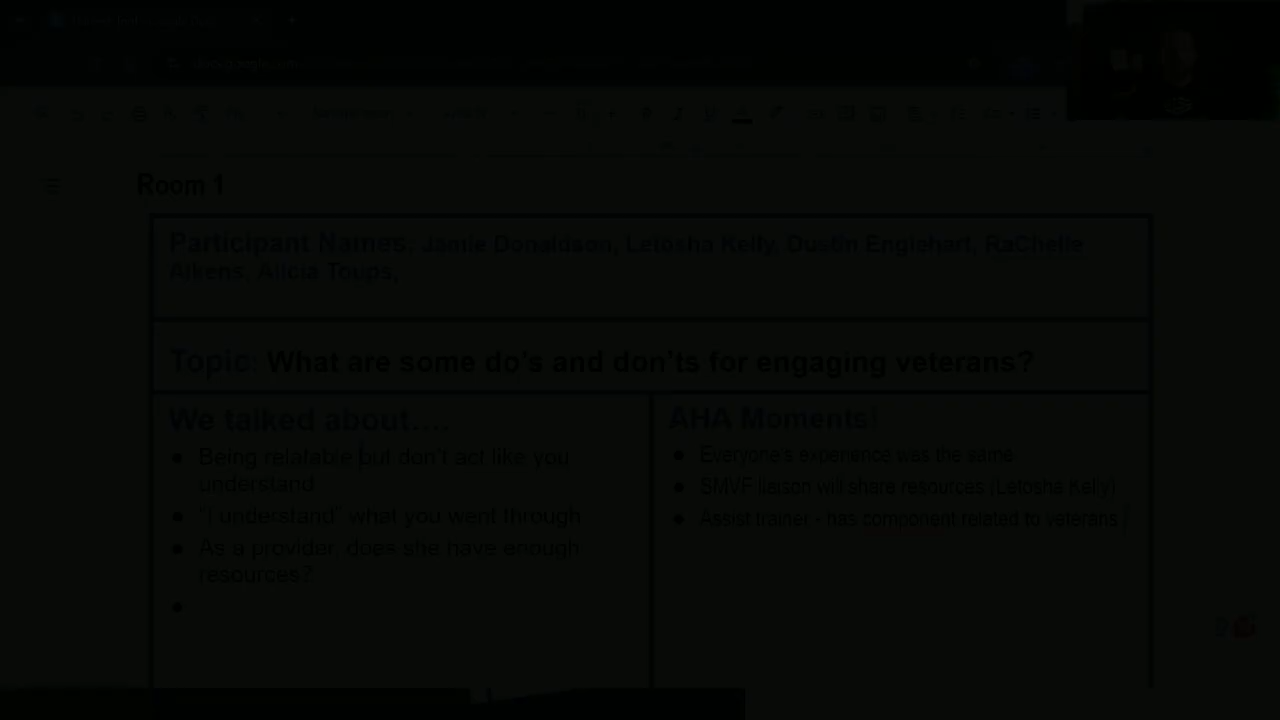 Room 1
Participant Names: Jamie Donaldson, Letosha Kelly, Dustin Englehart, RaChelle
Aikens, Alicia Toups,
Topic: What are some do's and don'ts for engaging veterans?
We talked about....
Being relatable but don't act like you
understand
"I understand" what you went through
As a provider, does she have enough
resources?
AHA Moments!
Everyone's experience was the same
SMVF liaison will share resources (Letosha Kelly)
Assist trainer - has component related to veterans